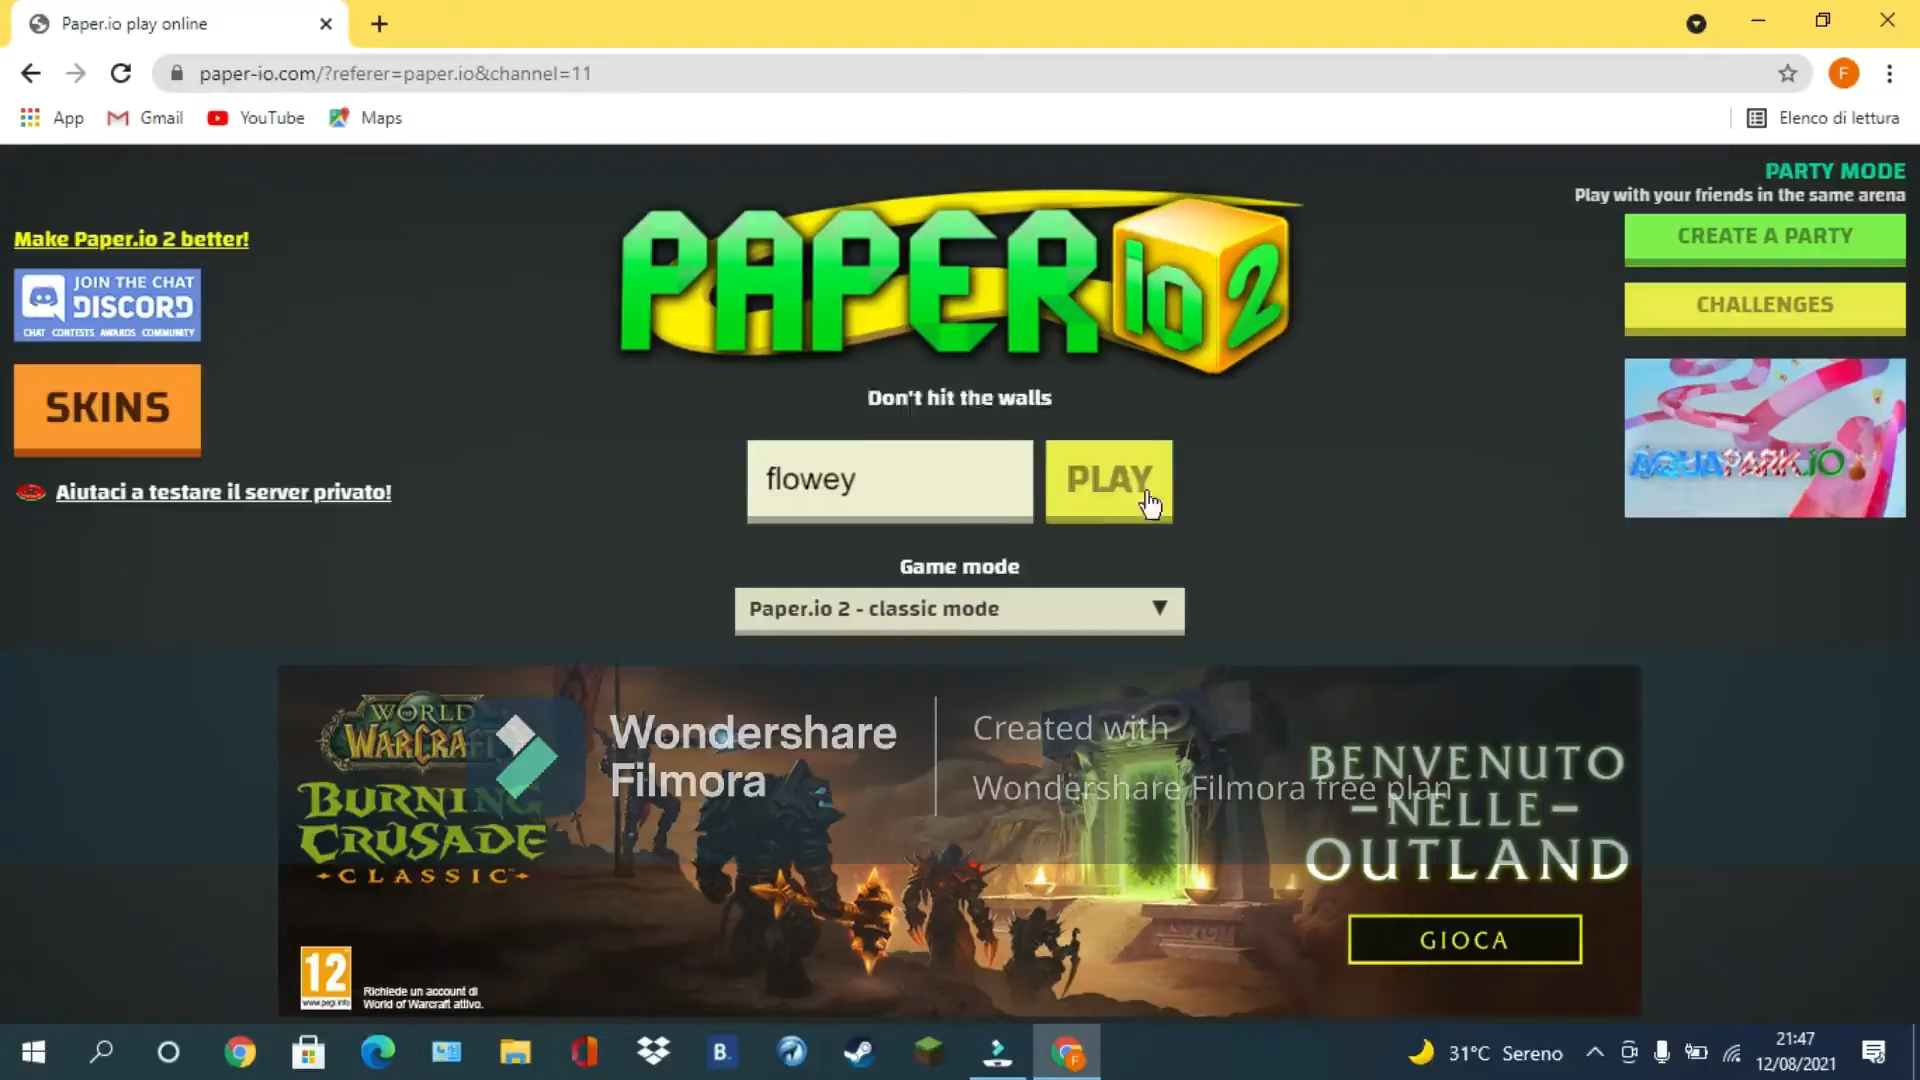 Paper.io play online
paper-io.com/?referer=paper.io&channel=11
F
App
Gmail
YouTube
Maps
Elenco di lettura
PARTY MODE
Play with your friends in the same arena
CREATE A PARTY
CHALLENGES
AQUAPARK.IO
Make Paper.io 2 better!
JOIN THE CHAT
DISCORD
CHAT CONTESTS AWARDS COMMUNITY
SKINS
Aiutaci a testare il server privato!
PAPER io 2
Don't hit the walls
flowey
PLAY
Game mode
Paper.io 2 - classic mode
WORLD
WARCRAFT
BURNING
CRUSADE
CLASSIC
Wondershare
Filmora
Created with
Wondershare Filmora free plan
BENVENUTO
NELLE
OUTLAND
GIOCA
12
www.pegi.info
Richiede un account di
World of Warcraft attivo.
B.
F
31°C Sereno
21:47
12/08/2021